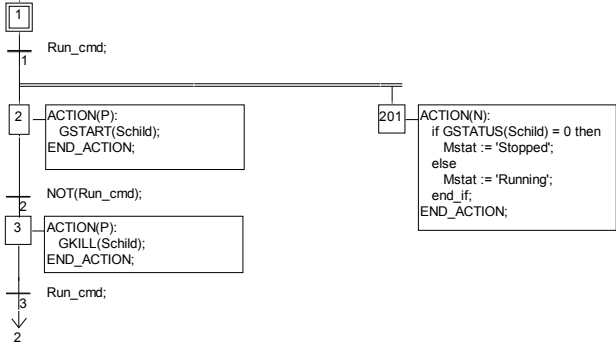 1
Run_cmd;
1
2
ACTION(P):
GSTART(Schild);
END_ACTION;
201
ACTION(N):
if GSTATUS(Schild) = 0 then
Mstat := 'Stopped';
else
Mstat := 'Running';
end_if;
END_ACTION;
NOT(Run_cmd);
2
3
ACTION(P):
GKILL(Schild);
END_ACTION;
Run_cmd;
3
2